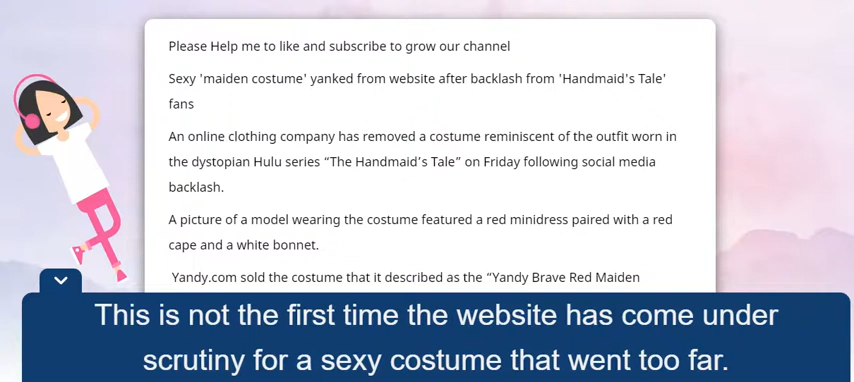 Please Help me to like and subscribe to grow our channel
Sexy 'maiden costume' yanked from website after backlash from 'Handmaid's Tale'
fans
An online clothing company has removed a costume reminiscent of the outfit worn in
the dystopian Hulu series “The Handmaid’s Tale” on Friday following social media
backlash.
A picture of a model wearing the costume featured a red minidress paired with a red
cape and a white bonnet.
Yandy.com sold the costume that it described as the “Yandy Brave Red Maiden
This is not the first time the website has come under
scrutiny for a sexy costume that went too far.